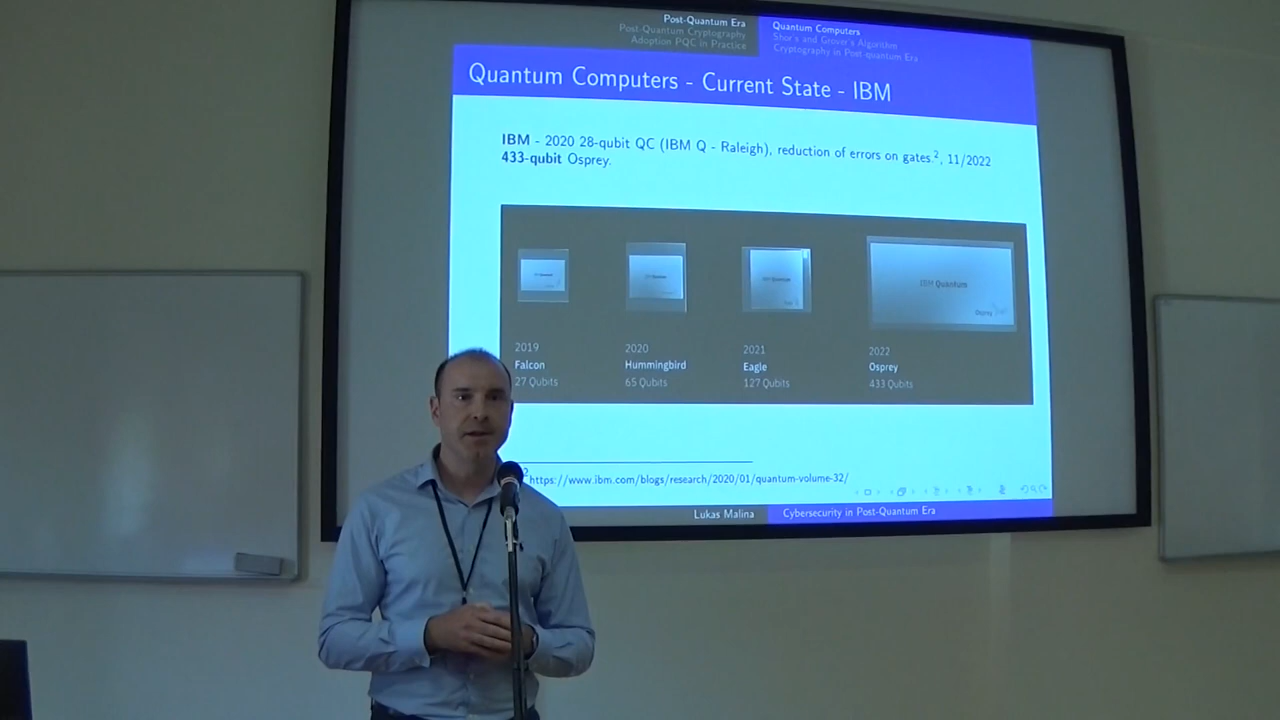 Post-Quantum Era
Post-Quantum Cryptography
Adoption PQC in Practice
Quantum Computers
Shor's and Grover's Algorithm
Cryptography in Post-quantum Era
Quantum Computers - Current State - IBM
IBM - 2020 28-qubit QC (IBM Q - Raleigh), reduction of errors on gates.², 11/2022
433-qubit Osprey.
IBM Quantum
Osprey
2019
Falcon
27 Qubits
2020
Hummingbird
65 Qubits
2021
Eagle
127 Qubits
2022
Osprey
433 Qubits
²https://www.ibm.com/blogs/research/2020/01/quantum-volume-32/
Lukas Malina
Cybersecurity in Post-Quantum Era